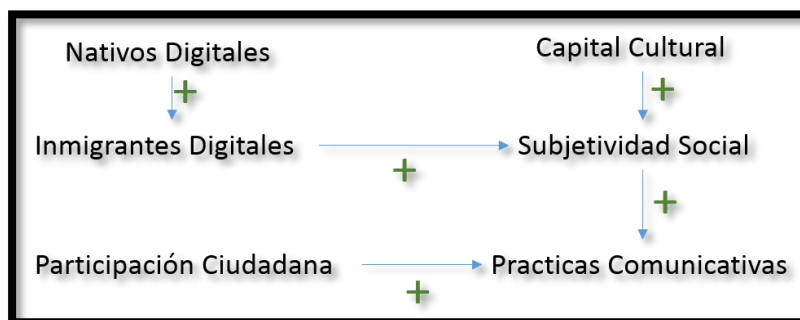 Nativos Digitales
Capital Cultural
+
+
Inmigrantes Digitales
Subjetividad Social
+
+
Participación Ciudadana
Practicas Comunicativas
+